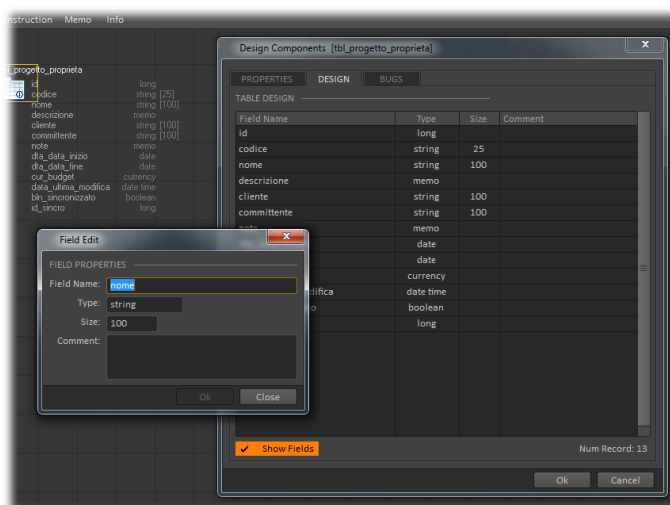 nstruction Memo Info
Design Components [tbl_progetto_proprieta]
l_progetto_proprieta
id long
codice string [25]
nome string [100]
descrizione memo
cliente string [100]
committente string [100]
note memo
dta_data_inizio date
dta_data_fine date
cur_budget currency
data_ultima_modifica date time
bln_sincronizzato boolean
id_sincro long
PROPERTIES DESIGN BUGS
TABLE DESIGN
Field Name Type Size Comment
id long
codice string 25
nome string 100
descrizione memo
cliente string 100
committente string 100
memo
date
date
currency
difica date time
o boolean
long
Show Fields Num Record: 13
Ok Cancel
Field Edit
FIELD PROPERTIES
Field Name: nome
Type: string
Size: 100
Comment:
Ok Close